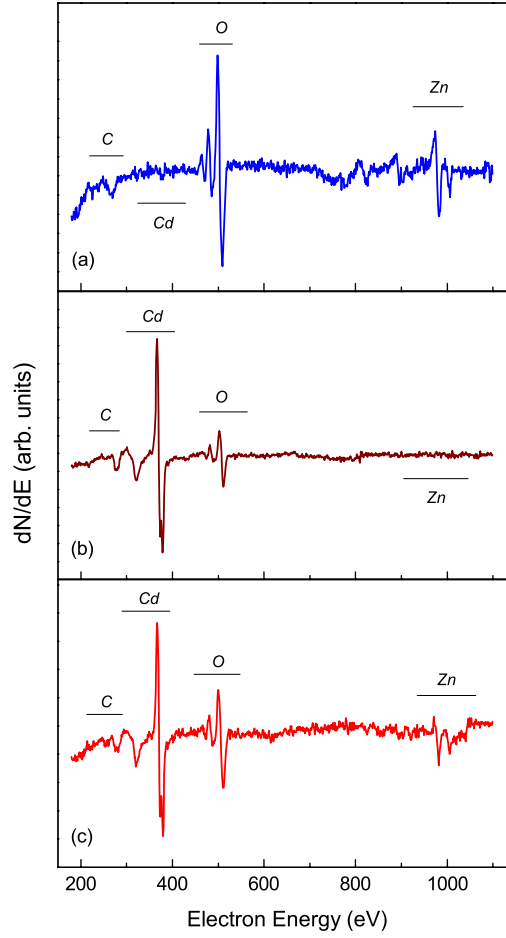 O
Zn
C
Cd
(a)
Cd
C
O
Zn
(b)
Cd
O
C
Zn
(c)
200 400 600 800 1000
Electron Energy (eV)
dN/dE (arb. units)